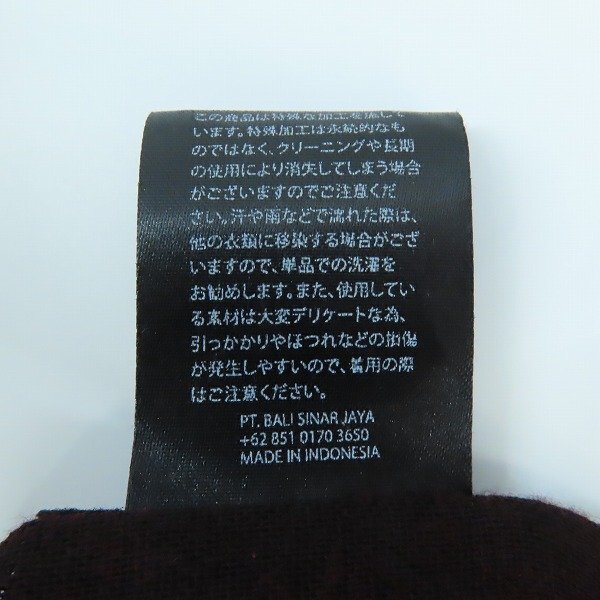 この商品は特殊な加工を施して
います。特殊加工は永続的なも
のではなく、クリーニングや長期
の使用により消失してしまう場合
がございますのでご注意くだ
さい。汗や雨などで濡れた際は、
他の衣類に移染する場合がござ
いますので、単品での洗濯を
お勧めします。また、使用してい
る素材は大変デリケートな為、
引っかかりやほつれなどの損傷
が発生しやすいので、着用の際
はご注意ください。
PT. BALI SINAR JAYA
+62 851 0170 3650
MADE IN INDONESIA